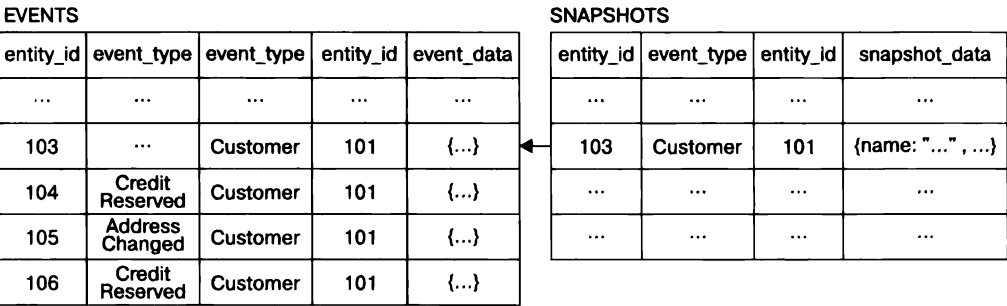 EVENTS
entity_id event_type event_type entity_id event_data
... ... ... ... ...
103 ... Customer 101 {...}
104 Credit Reserved Customer 101 {...}
105 Address Changed Customer 101 {...}
106 Credit Reserved Customer 101 {...}
SNAPSHOTS
entity_id event_type entity_id snapshot_data
... ... ... ...
103 Customer 101 {name: "..." , ...}
... ... ... ...
... ... ... ...